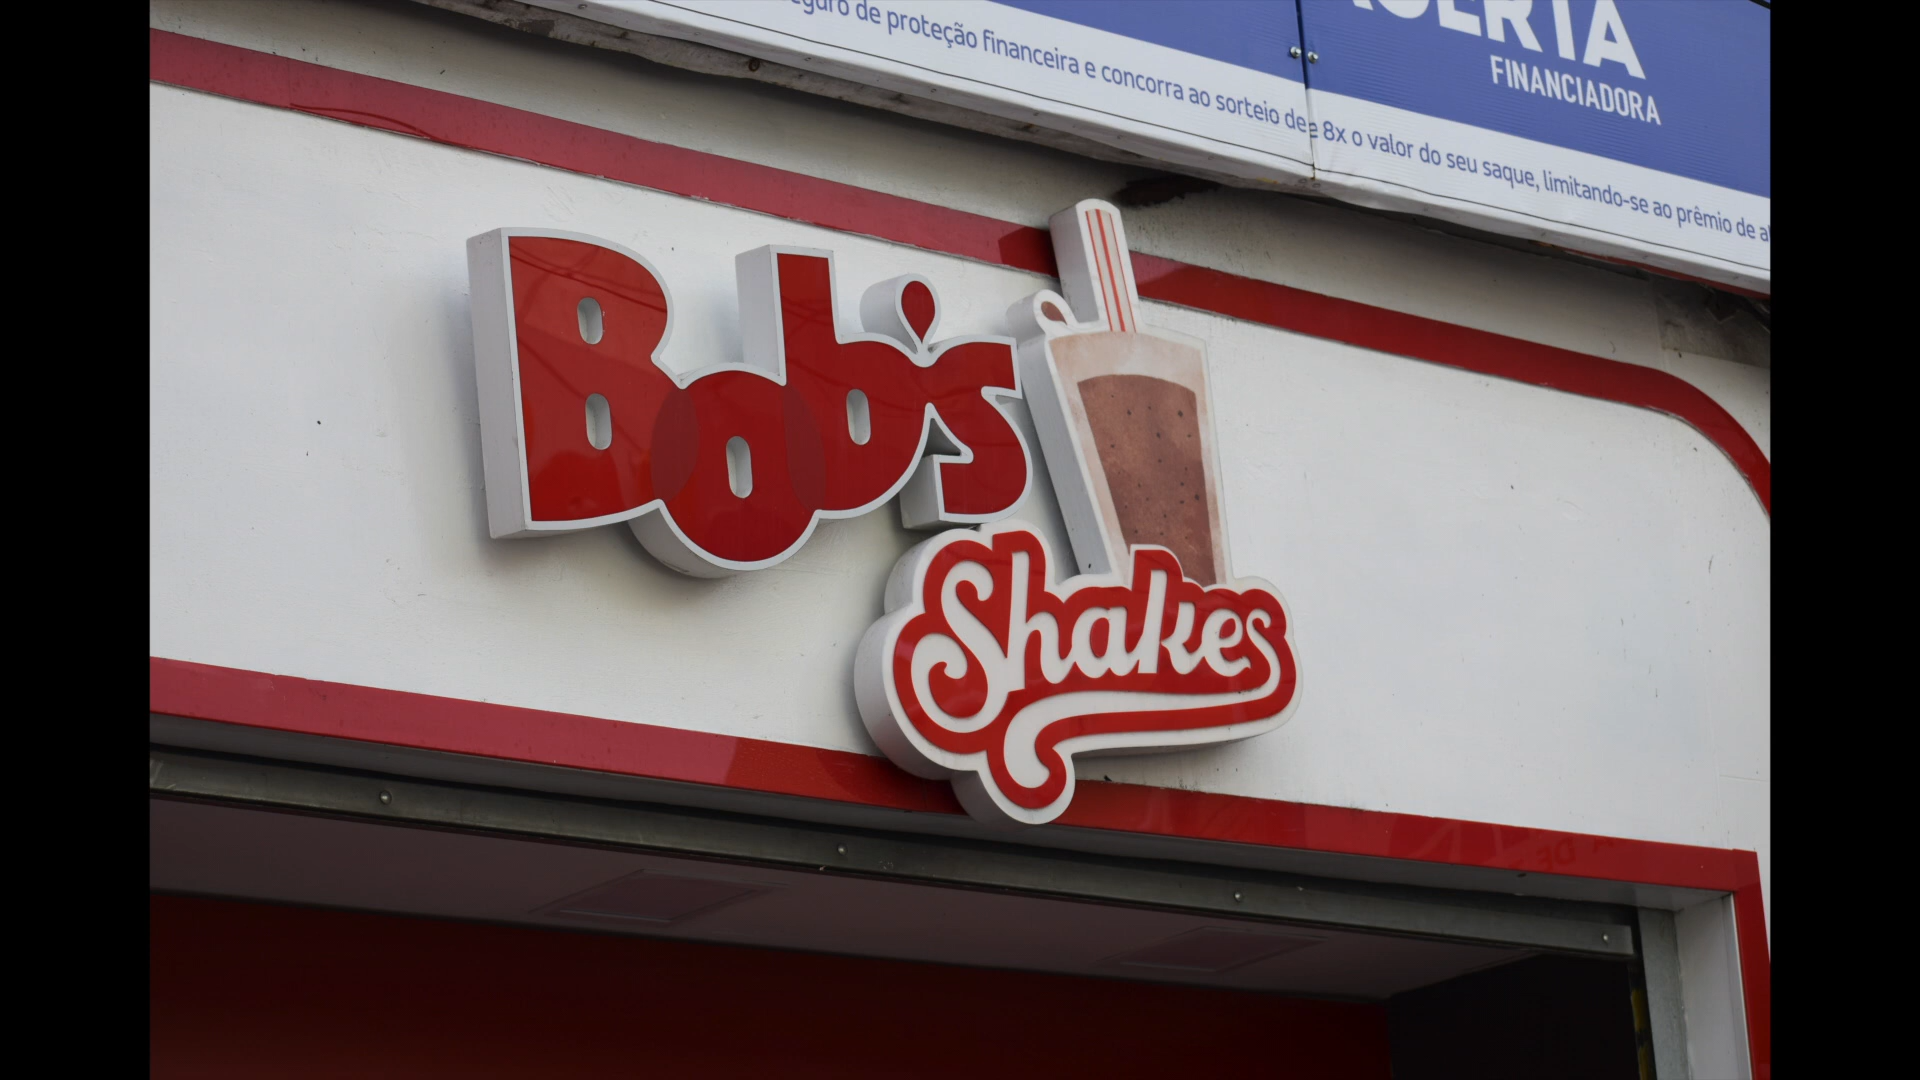 FINANCIADORA
de proteção financeira e concorra ao sorteio de 8x o valor do seu saque, limitando-se ao prêmio de
Bob's
Shakes